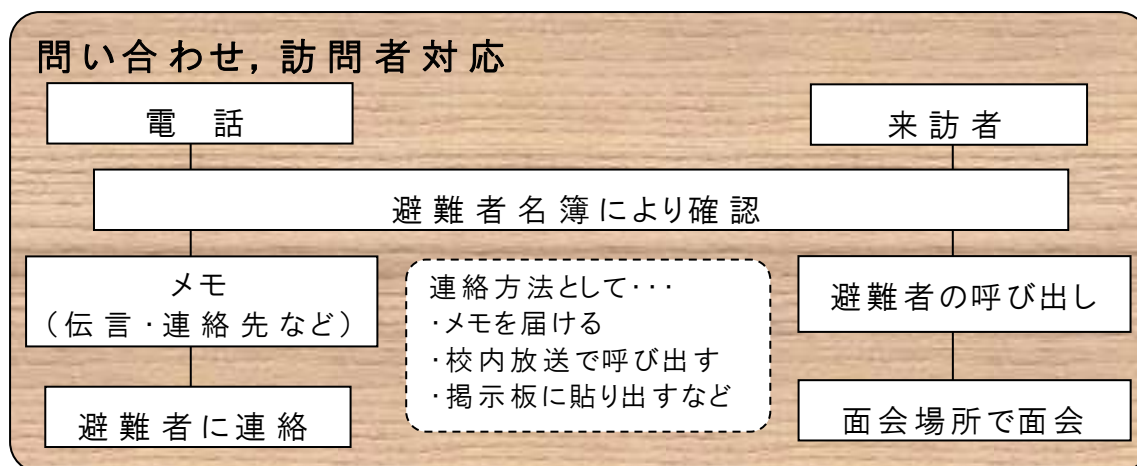 問い合わせ，訪問者対応
電　話
来訪者
避難者名簿により確認
メモ
（伝言・連絡先など）
避難者に連絡
連絡方法として・・・
・メモを届ける
・校内放送で呼び出す
・掲示板に貼り出すなど
避難者の呼び出し
面会場所で面会